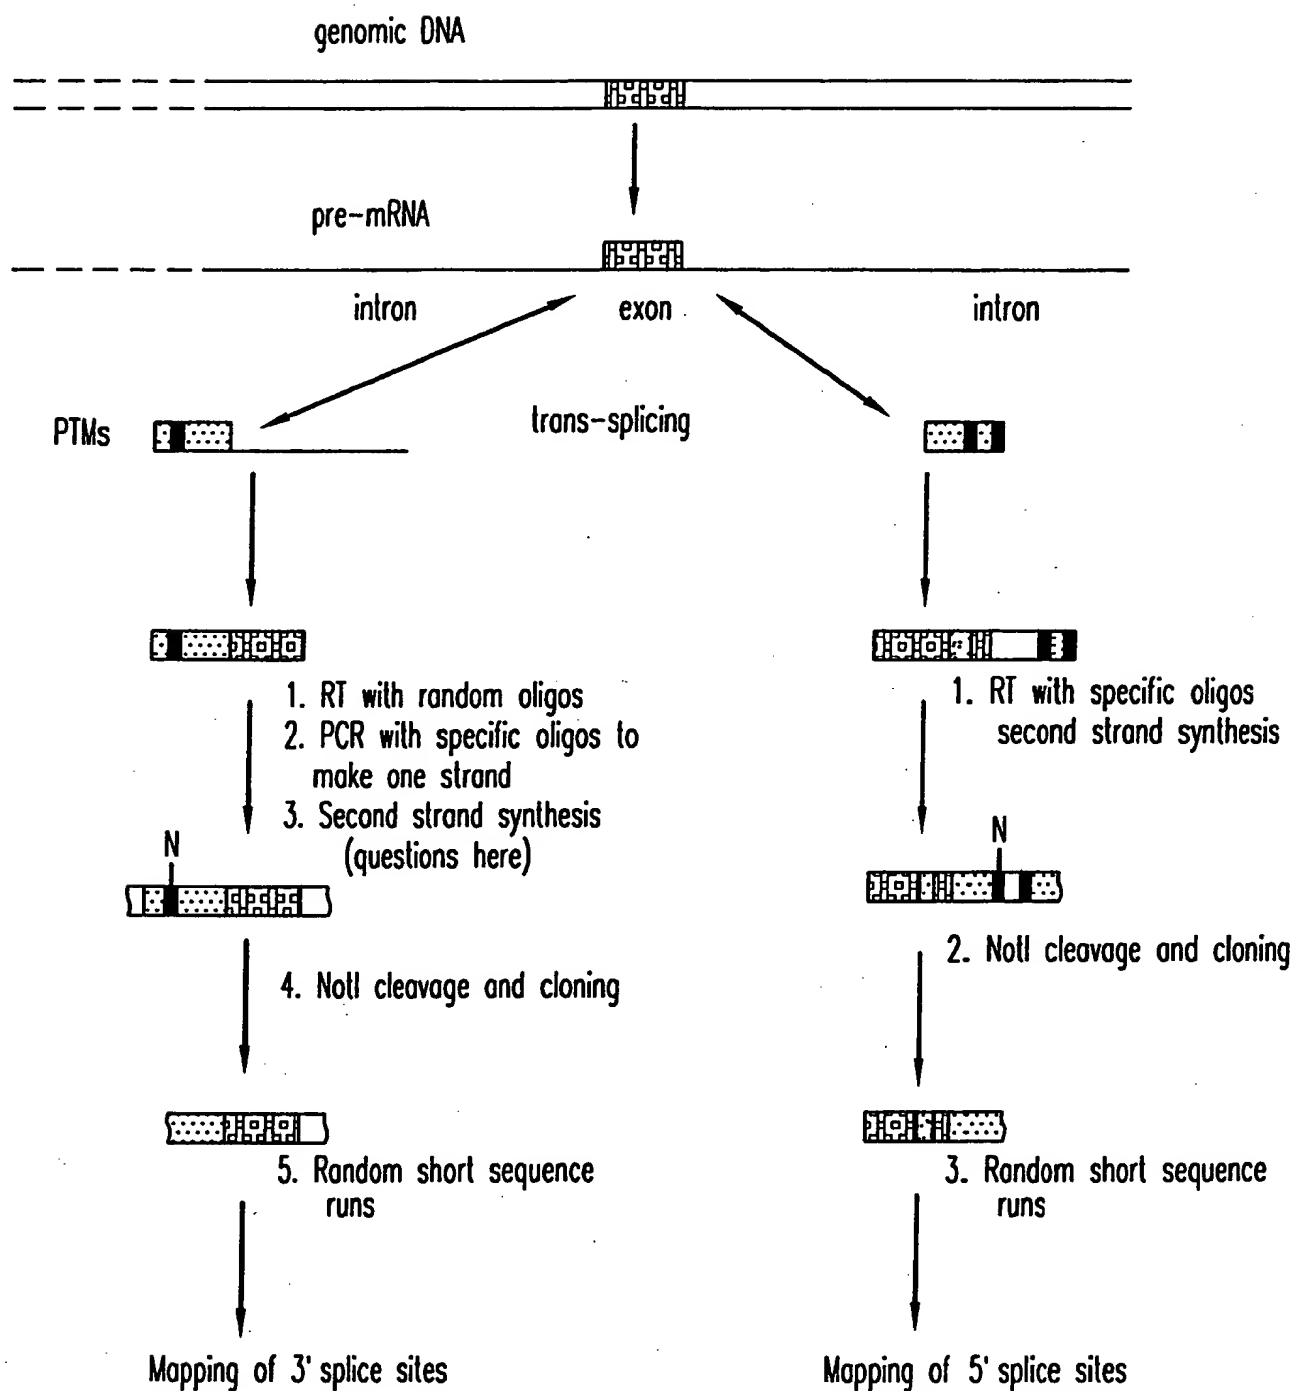 genomic DNA
pre-mRNA
intron
exon
intron
PTMs
trans-splicing
1. RT with random oligos
2. PCR with specific oligos to
make one strand
3. Second strand synthesis
(questions here)
1. RT with specific oligos
second strand synthesis
N
N
4. NotI cleavage and cloning
2. NotI cleavage and cloning
5. Random short sequence
runs
3. Random short sequence
runs
Mapping of 3' splice sites
Mapping of 5' splice sites